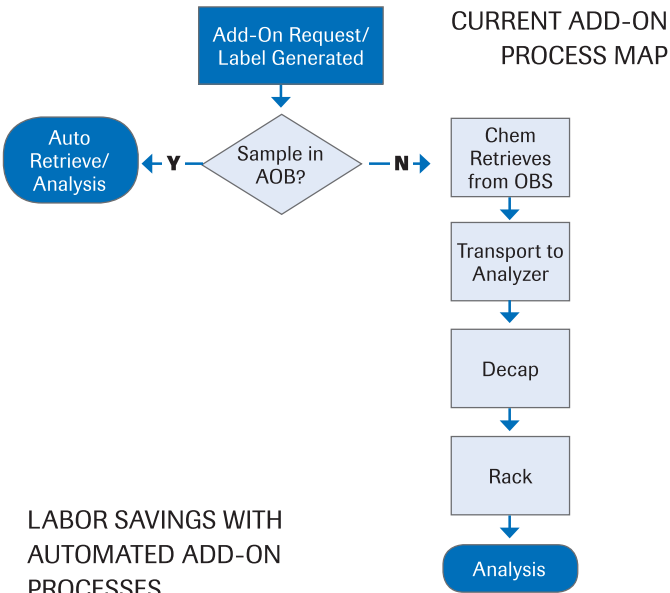 CURRENT ADD-ON
PROCESS MAP
Add-On Request/
Label Generated
Sample in
AOB?
Y
Auto
Retrieve/
Analysis
N
Chem
Retrieves
from OBS
Transport to
Analyzer
Decap
Rack
Analysis
LABOR SAVINGS WITH
AUTOMATED ADD-ON
PROCESSES